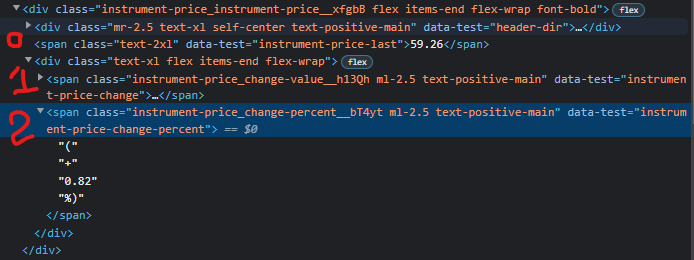 <div class="instrument-price_instrument-price__xfgbB flex items-end flex-wrap font-bold"> flex
<div class="mr-2.5 text-xl self-center text-positive-main" data-test="header-dir">…</div>
0 <span class="text-2xl" data-test="instrument-price-last">59.26</span>
<div class="text-xl flex items-end flex-wrap"> flex
1 <span class="instrument-price_change-value__h13Qh ml-2.5 text-positive-main" data-test="instrumen
t-price-change">…</span>
2 <span class="instrument-price_change-percent__bT4yt ml-2.5 text-positive-main" data-test="instrum
ent-price-change-percent"> == $0
"("
"+"
"0.82"
"%)"
</span>
</div>
</div>